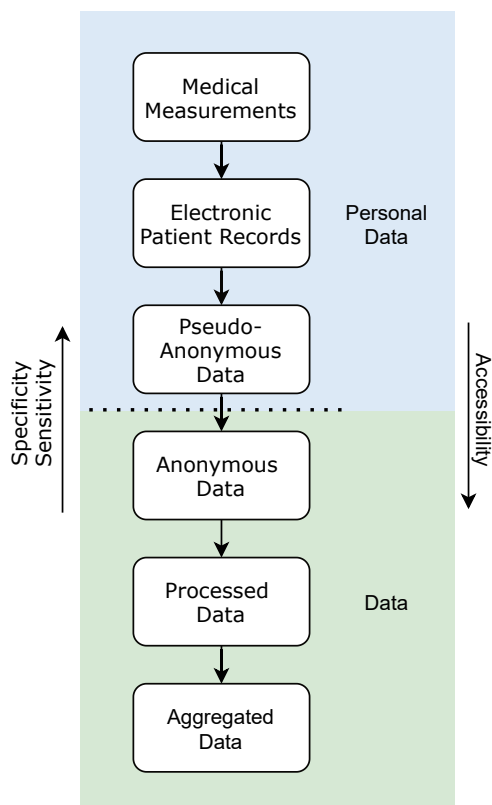 Medical
Measurements
Electronic
Patient Records
Personal
Data
Pseudo-
Anonymous
Data
Specificity
Sensitivity
Accessibility
Anonymous
Data
Processed
Data
Data
Aggregated
Data